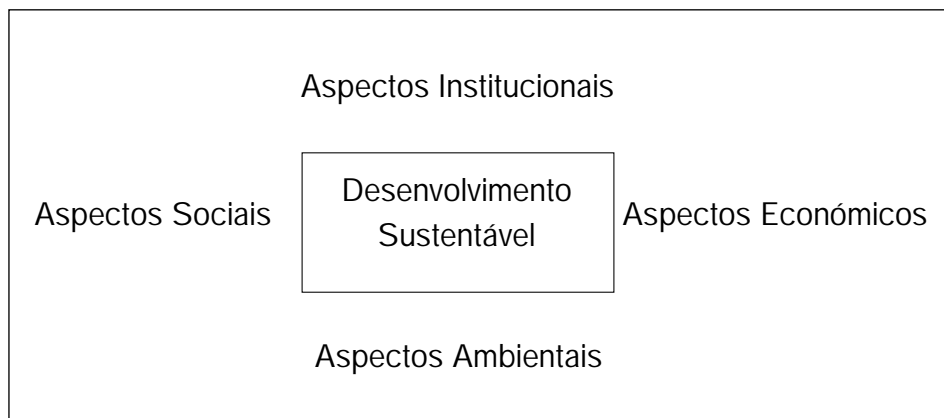 Aspectos Institucionais
Aspectos Sociais
Desenvolvimento
Sustentável
Aspectos Económicos
Aspectos Ambientais